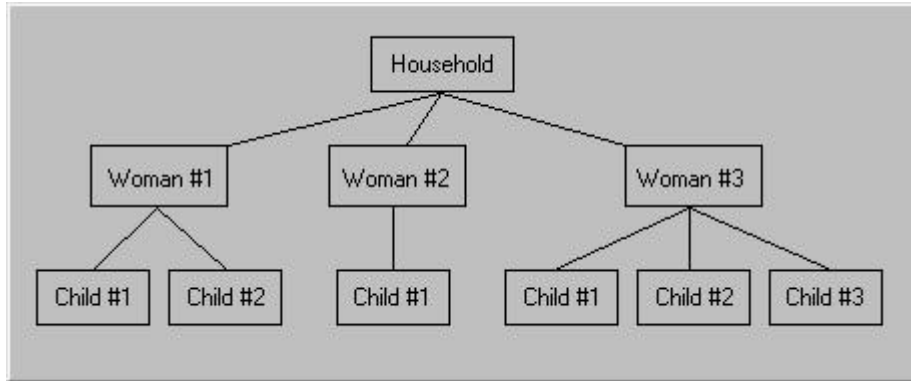 Household
Woman #1
Woman #2
Woman #3
Child #1
Child #2
Child #1
Child #1
Child #2
Child #3